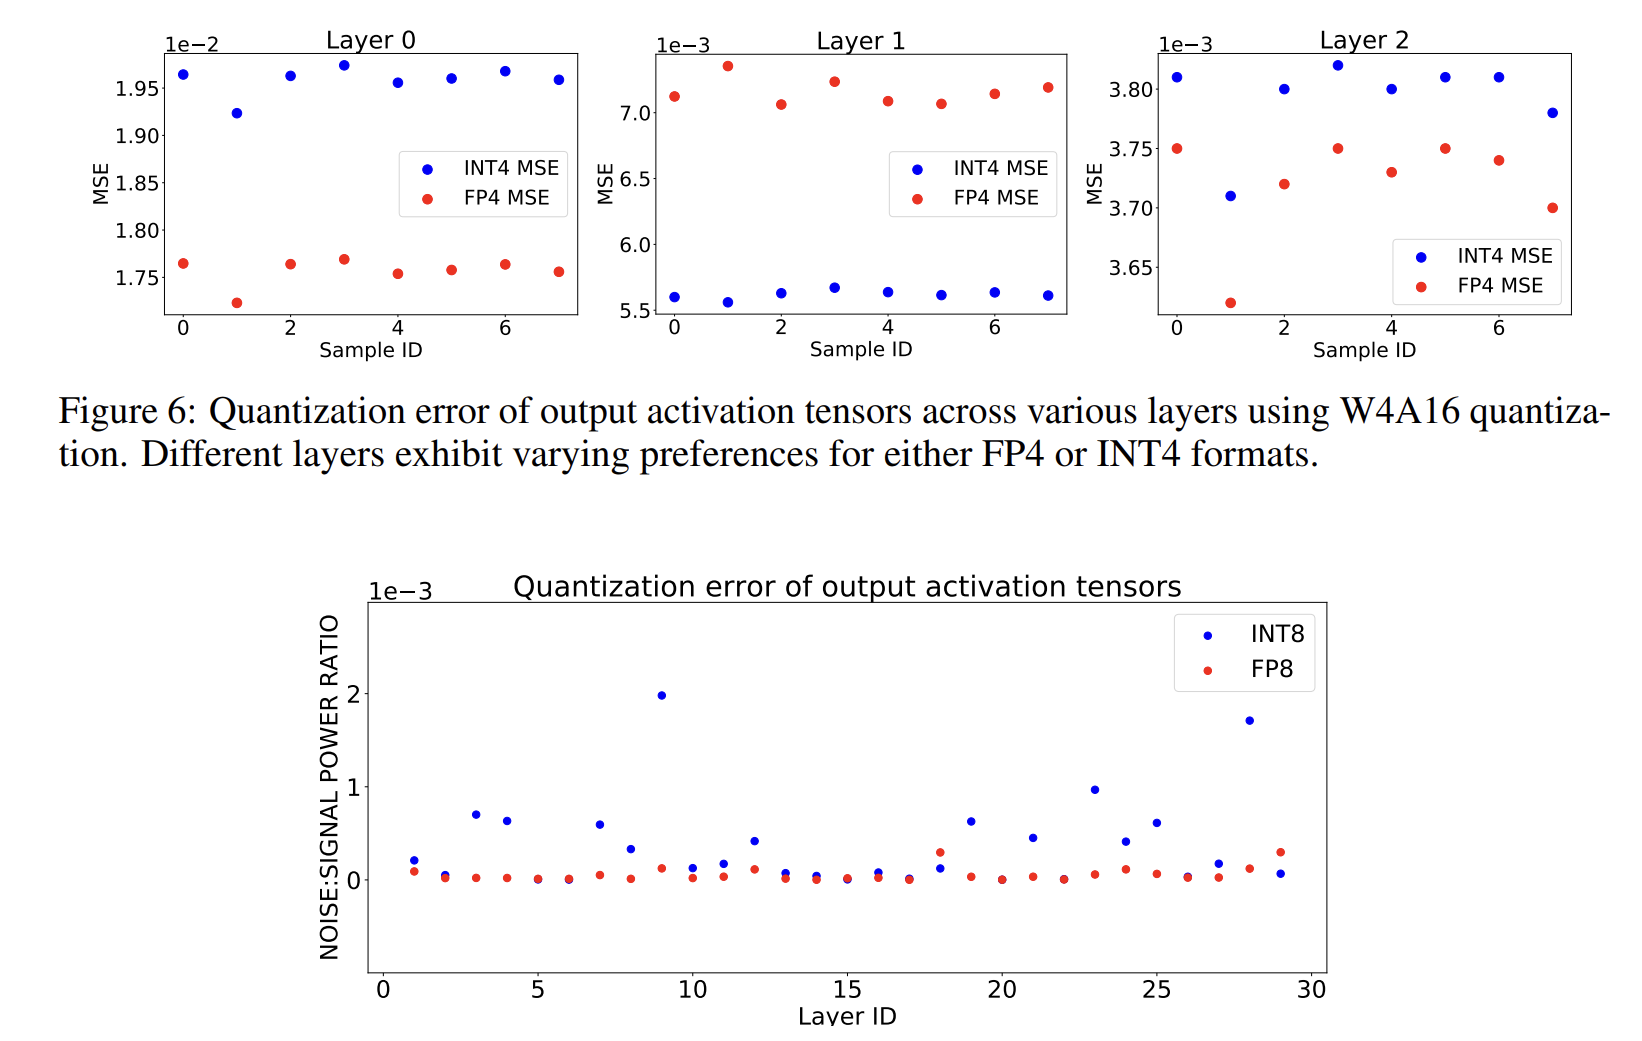 Layer 0
1e−2
1.95
1.90
1.85
1.80
1.75
MSE
INT4 MSE
FP4 MSE
0 2 4 6
Sample ID
Layer 1
1e−3
7.0
6.5
6.0
5.5
MSE
INT4 MSE
FP4 MSE
0 2 4 6
Sample ID
Layer 2
1e−3
3.80
3.75
3.70
3.65
MSE
INT4 MSE
FP4 MSE
0 2 4 6
Sample ID
Figure 6: Quantization error of output activation tensors across various layers using W4A16 quantiza-
tion. Different layers exhibit varying preferences for either FP4 or INT4 formats.
Quantization error of output activation tensors
1e−3
NOISE:SIGNAL POWER RATIO
2
1
0
INT8
FP8
0 5 10 15 20 25 30
Layer ID